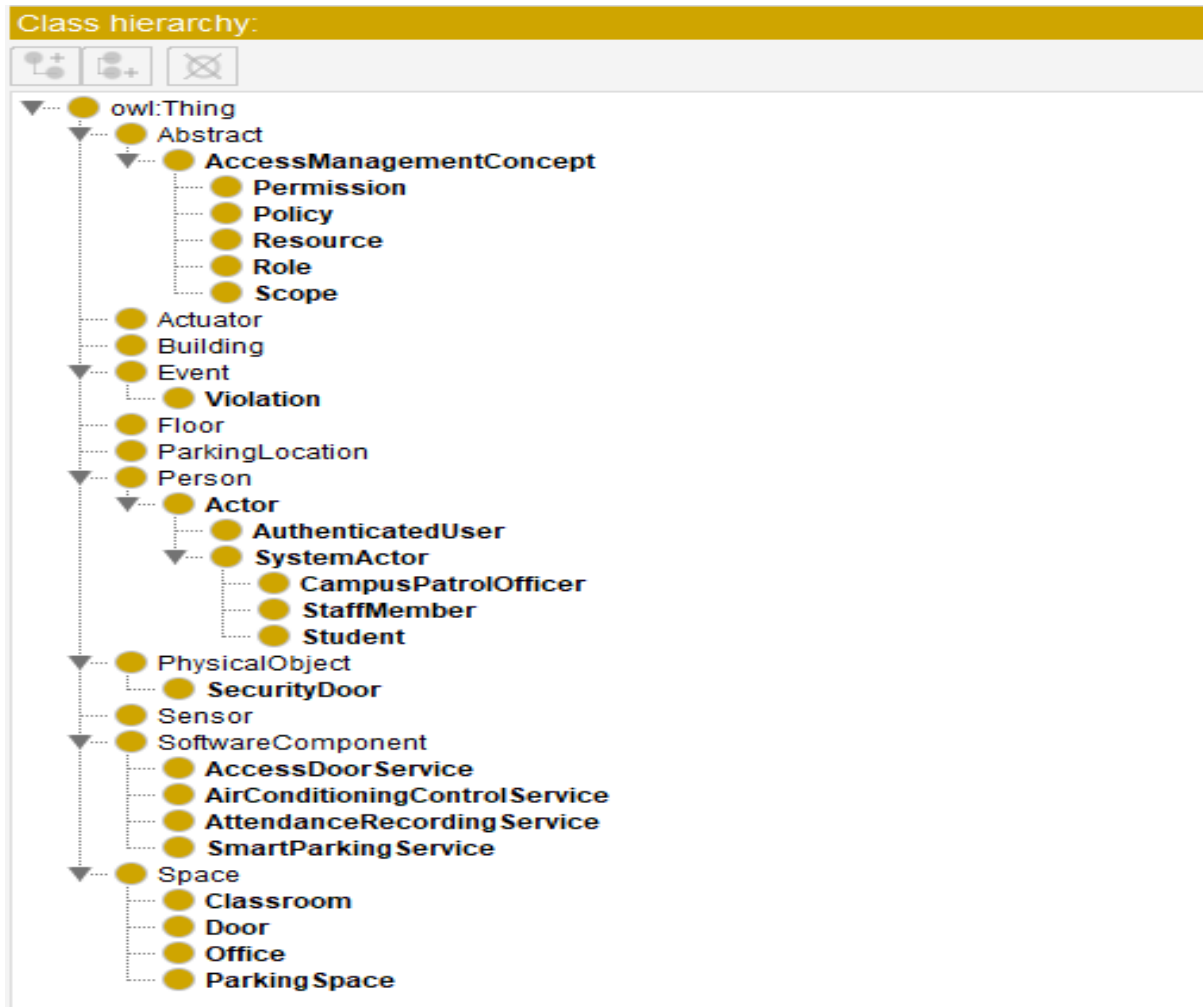 Class hierarchy:
owl:Thing
Abstract
AccessManagementConcept
Permission
Policy
Resource
Role
Scope
Actuator
Building
Event
Violation
Floor
ParkingLocation
Person
Actor
AuthenticatedUser
SystemActor
CampusPatrolOfficer
StaffMember
Student
PhysicalObject
SecurityDoor
Sensor
SoftwareComponent
AccessDoorService
AirConditioningControlService
AttendanceRecordingService
SmartParkingService
Space
Classroom
Door
Office
ParkingSpace